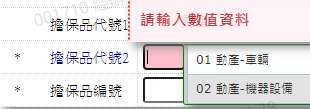 請輸入數值資料
擔保品代號1
* 擔保品代號2
01 動產-車輛
* 擔保品編號
02 動產-機器設備
001710